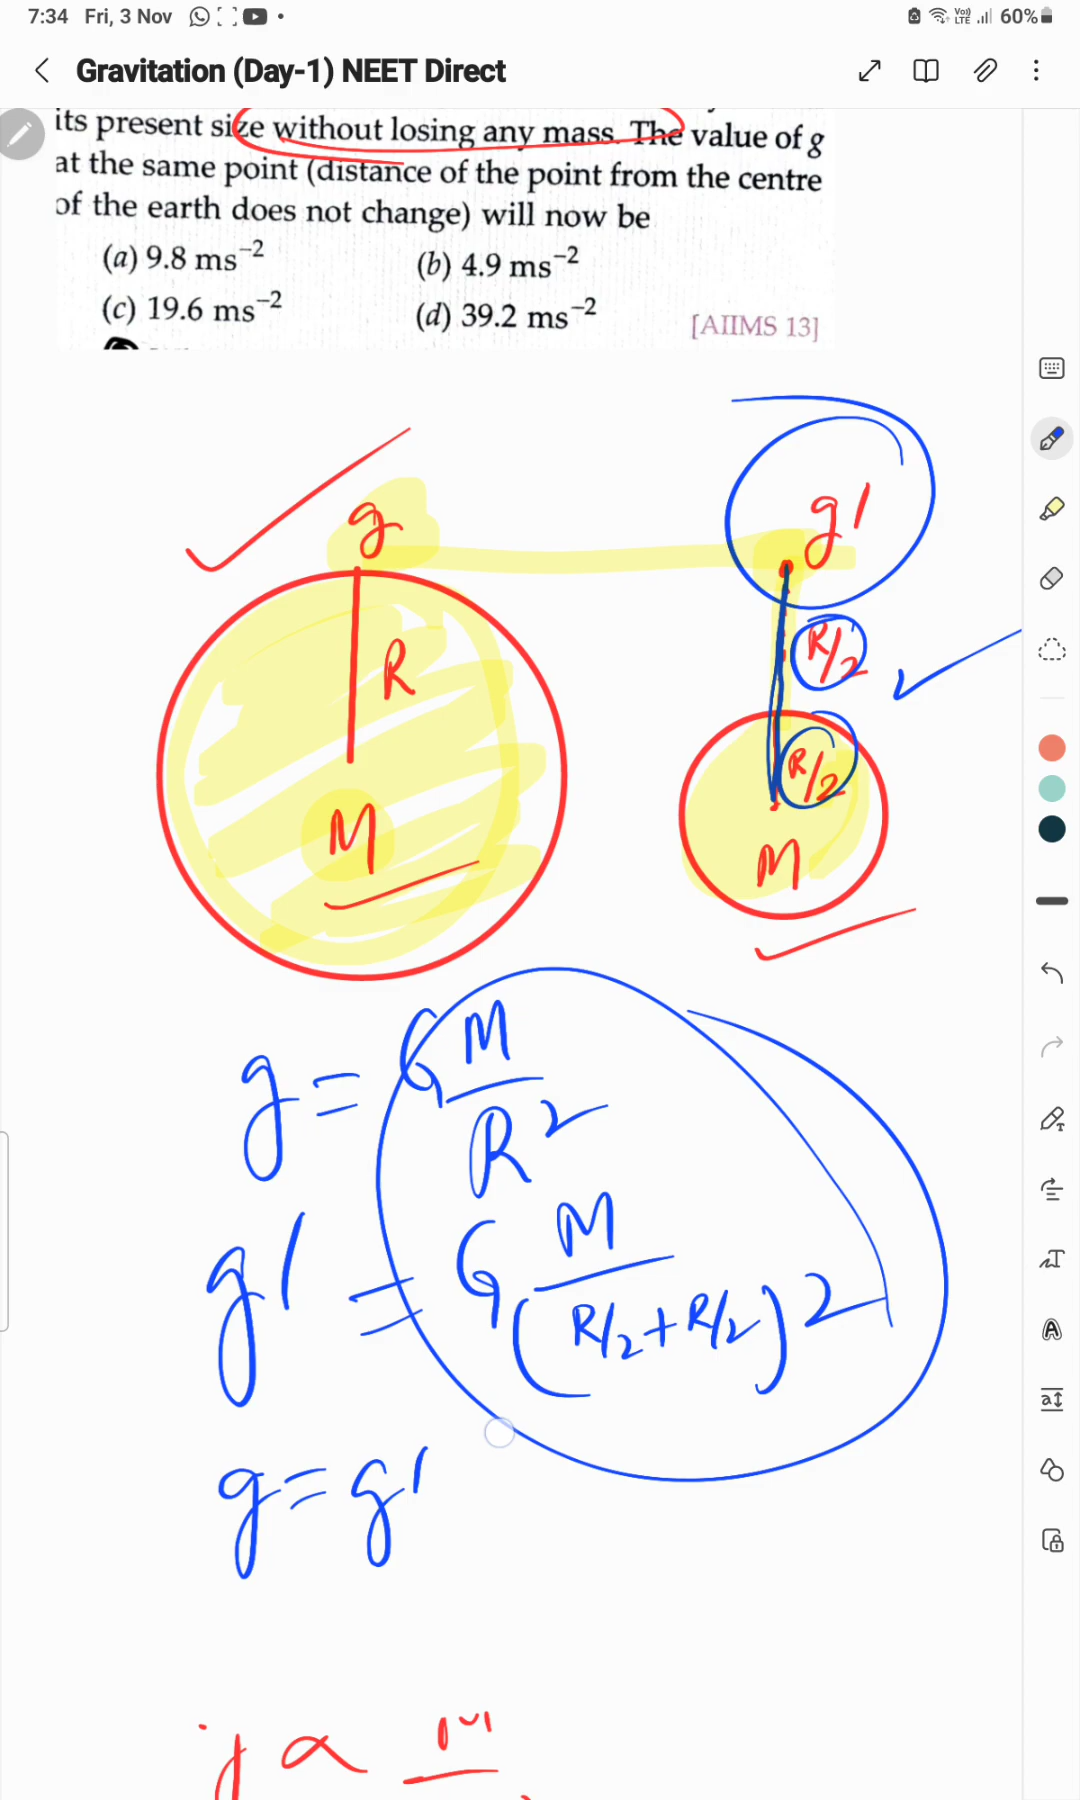 7:34 Fri, 3 Nov
Vo)) LTE 60%
Gravitation (Day-1) NEET Direct
its present size without losing any mass. The value of g
at the same point (distance of the point from the centre
of the earth does not change) will now be
(a) 9.8 ms⁻² (b) 4.9 ms⁻²
(c) 19.6 ms⁻² (d) 39.2 ms⁻²
[AIIMS 13]
g g'
R R/2
R/2
M M
g = G M/R²
g' = G M/(R/2+R/2)²
g = g'
g ∝ M